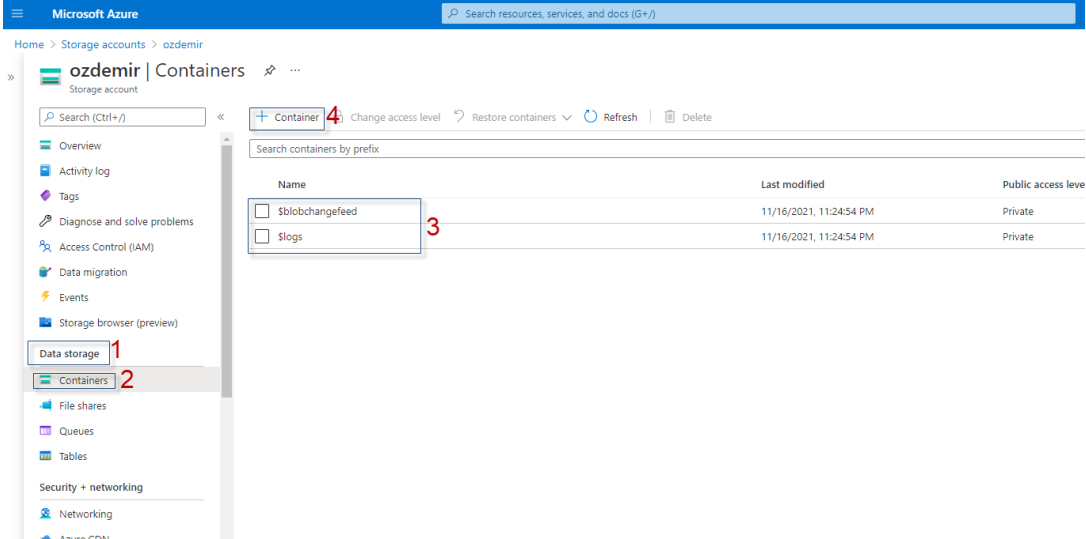 Microsoft Azure
Search resources, services, and docs (G+/)
Home > Storage accounts > ozdemir
»
ozdemir | Containers ...
Storage account
Search (Ctrl+/) «
Overview
Activity log
Tags
Diagnose and solve problems
Access Control (IAM)
Data migration
Events
Storage browser (preview)
Data storage 1
Containers 2
File shares
Queues
Tables
Security + networking
Networking
Azure CDN
+ Container 4 Change access level Restore containers Refresh Delete
Search containers by prefix
Name Last modified Public access leve
$blobchangefeed 11/16/2021, 11:24:54 PM Private
3
$logs 11/16/2021, 11:24:54 PM Private